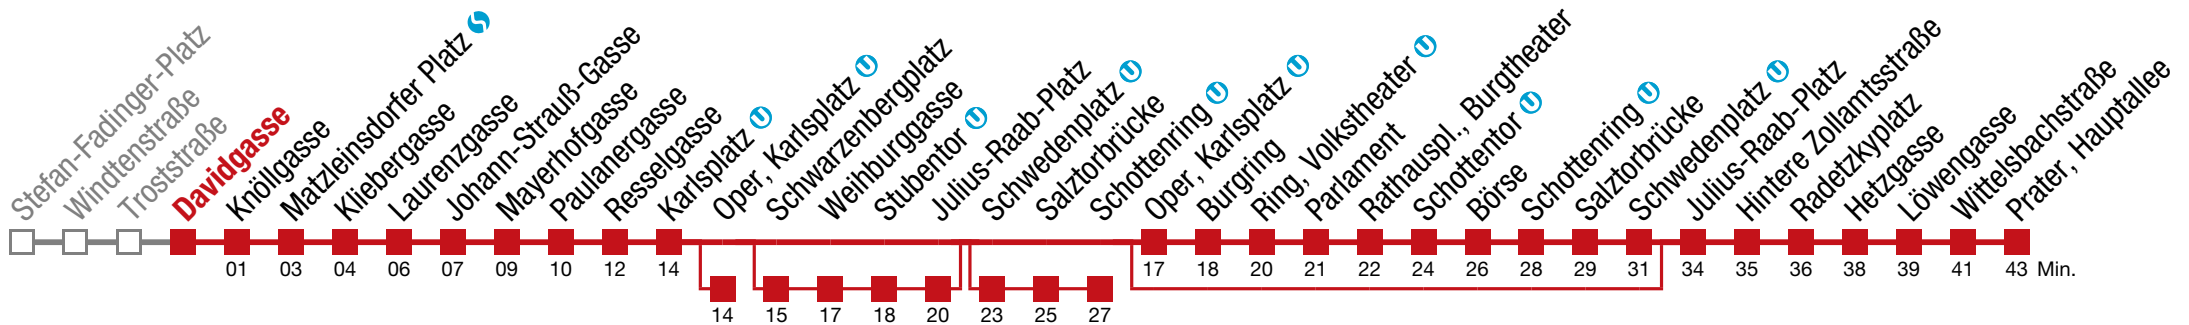 Stefan-Fadinger-Platz
Windtenstraße
Troststraße
Davidgasse
Knöllgasse
Matzleinsdorfer Platz
Kliebergasse
Laurenzgasse
Johann-Strauß-Gasse
Mayerhofgasse
Paulanergasse
Resselgasse
Karlsplatz U
Oper, Karlsplatz U
Schwarzenbergplatz
Weihburggasse
Stubentor U
Julius-Raab-Platz
Schwedenplatz U
Salztorbrücke
Schottenring U
Oper, Karlsplatz U
Burgring
Ring, Volkstheater U
Parlament
Rathauspl., Burgtheater
Schottentor U
Börse
Schottenring U
Salztorbrücke
Schwedenplatz U
Julius-Raab-Platz
Hintere Zollamtsstraße
Radetzkyplatz
Hetzgasse
Löwengasse
Wittelsbachstraße
Prater, Hauptallee
01 03 04 06 07 09 10 12 14 17 18 20 21 22 24 26 28 29 31 34 35 36 38 39 41 43 Min.
14 15 17 18 20 23 25 27